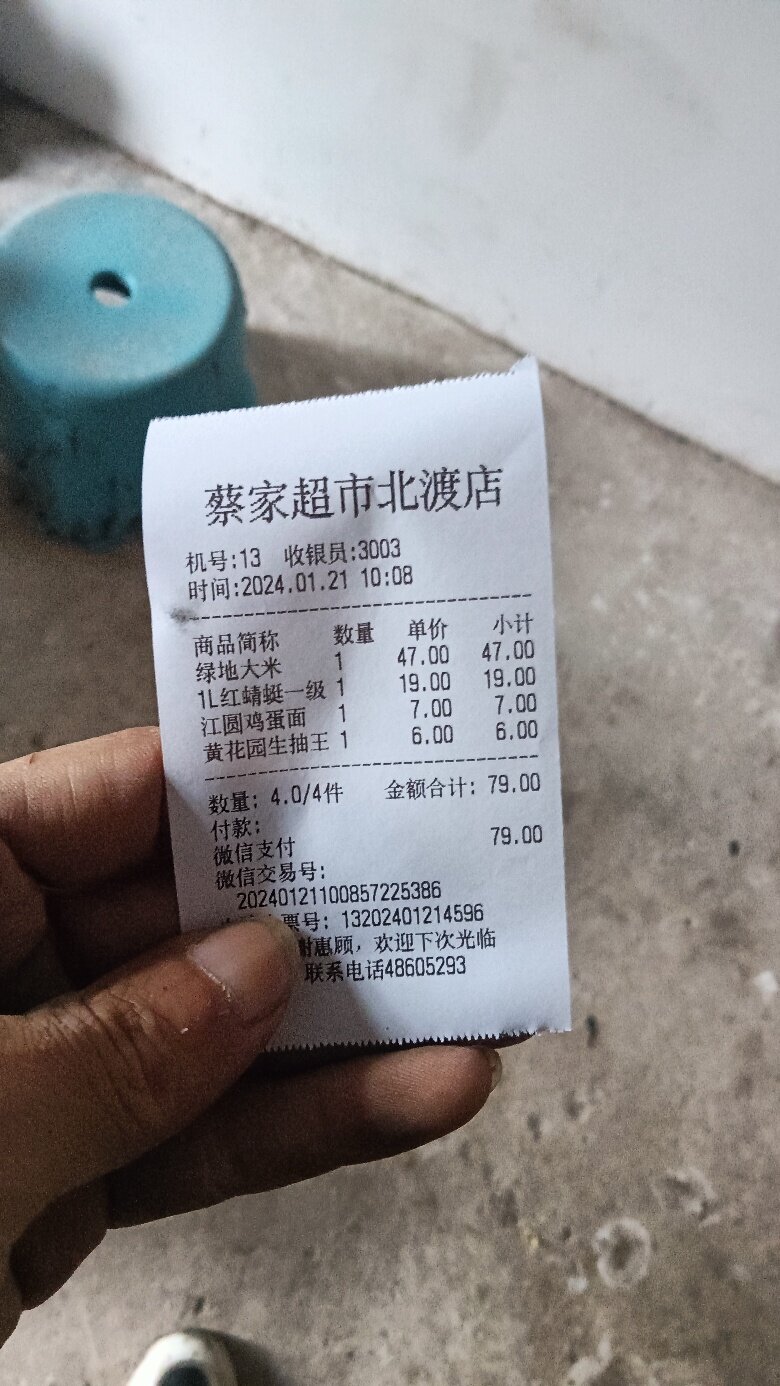 蔡家超市北渡店
机号:13 收银员:3003
时间:2024.01.21 10:08
商品简称 数量 单价 小计
绿地大米 1 47.00 47.00
1L红蜻蜓一级 1 19.00 19.00
江圆鸡蛋面 1 7.00 7.00
黄花园生抽王 1 6.00 6.00
数量: 4.0/4件 金额合计: 79.00
付款:
微信支付 79.00
微信交易号:
20240121100857225386
票号: 13202401214596
谢惠顾，欢迎下次光临
联系电话48605293